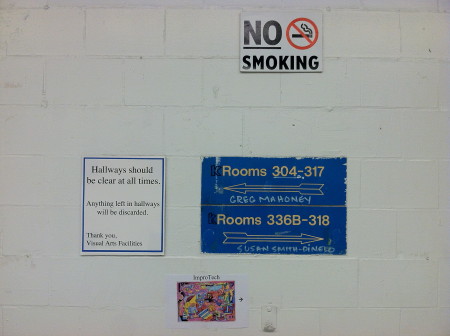 NO
SMOKING
Hallways should
be clear at all times.
Anything left in hallways
will be discarded.
Thank you,
Visual Arts Facilities
Rooms 304-317
GREG MAHONEY
Rooms 336B-318
SUSAN SMITH-PINELO
ImproTech